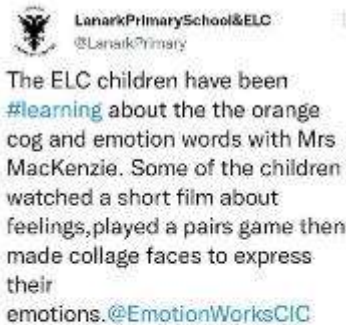 LanarkPrimarySchool&ELC
@LanarkPrimary
The ELC children have been
#learning about the the orange
cog and emotion words with Mrs
MacKenzie. Some of the children
watched a short film about
feelings,played a pairs game then
made collage faces to express
their
emotions.@EmotionWorksCIC